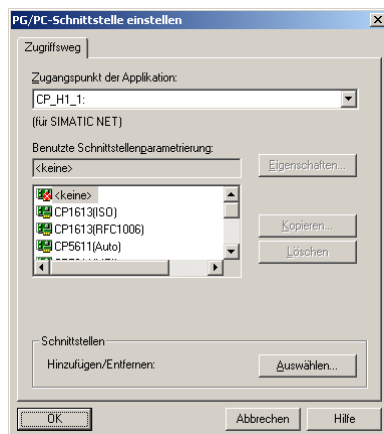 PG/PC-Schnittstelle einstellen
Zugriffsweg
Zugangspunkt der Applikation:
CP_H1_1:
(für SIMATIC NET)
Benutzte Schnittstellenparametrierung:
<keine>
Eigenschaften...
<keine>
CP1613(ISO)
CP1613(RFC1006)
CP5611(Auto)
Kopieren...
Löschen
Schnittstellen
Hinzufügen/Entfernen:
Auswählen...
OK
Abbrechen
Hilfe